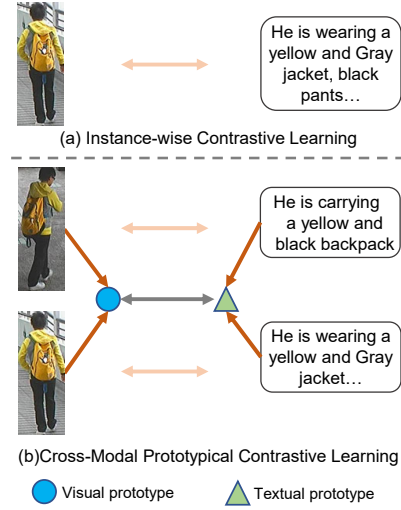 He is wearing a
yellow and Gray
jacket, black
pants…
(a) Instance-wise Contrastive Learning
He is carrying
a yellow and
black backpack
He is wearing a
yellow and Gray
jacket…
(b)Cross-Modal Prototypical Contrastive Learning
Visual prototype
Textual prototype